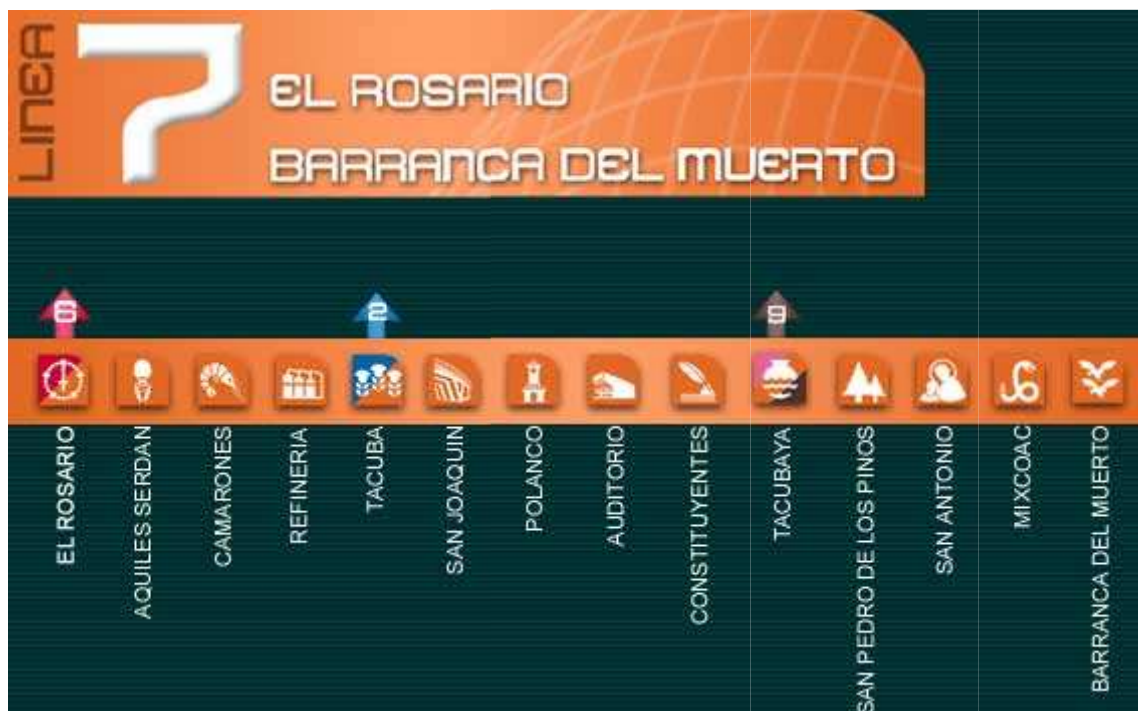 LINEA
7
EL ROSARIO
BARRANCA DEL MUERTO
6
2
9
EL ROSARIO
AQUILES SERDAN
CAMARONES
REFINERIA
TACUBA
SAN JOAQUIN
POLANCO
AUDITORIO
CONSTITUYENTES
TACUBAYA
SAN PEDRO DE LOS PINOS
SAN ANTONIO
MIXCOAC
BARRANCA DEL MUERTO